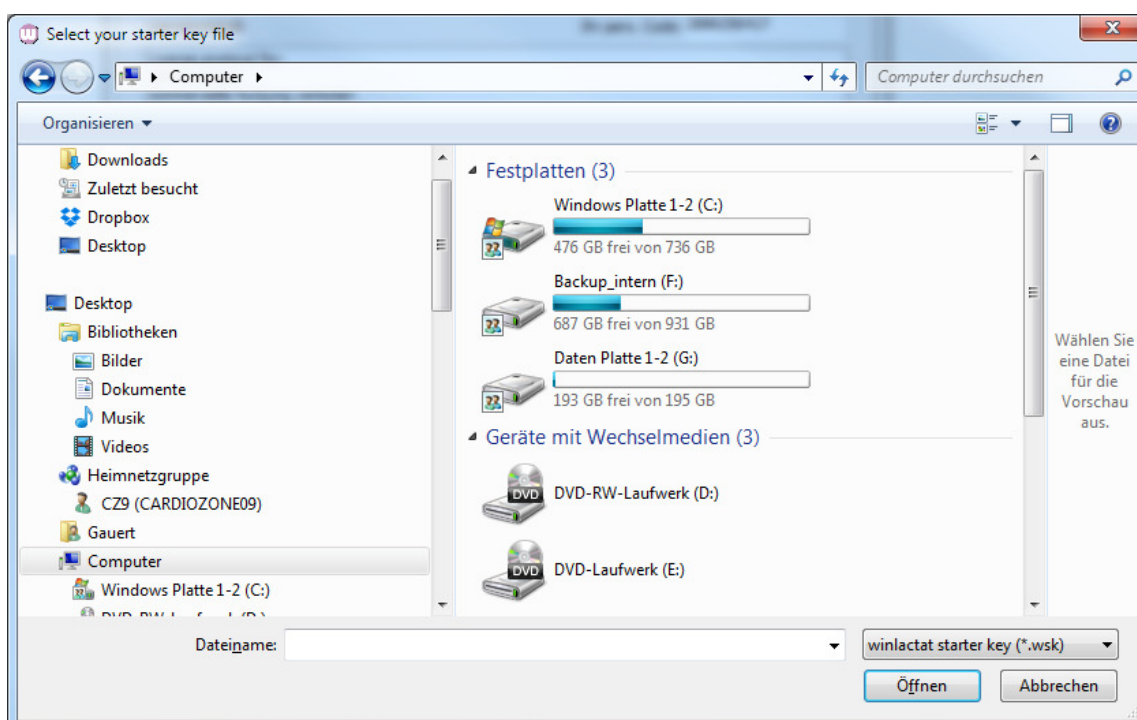 Select your starter key file
Computer
Computer durchsuchen
Organisieren
Downloads
Zuletzt besucht
Dropbox
Desktop
Desktop
Bibliotheken
Bilder
Dokumente
Musik
Videos
Heimnetzgruppe
CZ9 (CARDIOZONE09)
Gauert
Computer
Windows Platte 1-2 (C:)
Festplatten (3)
Windows Platte 1-2 (C:)
476 GB frei von 736 GB
Backup_intern (F:)
687 GB frei von 931 GB
Daten Platte 1-2 (G:)
193 GB frei von 195 GB
Geräte mit Wechselmedien (3)
DVD
DVD-RW-Laufwerk (D:)
DVD
DVD-Laufwerk (E:)
Wählen Sie
eine Datei
für die
Vorschau
aus.
Dateiname:
winlactat starter key (*.wsk)
Öffnen
Abbrechen